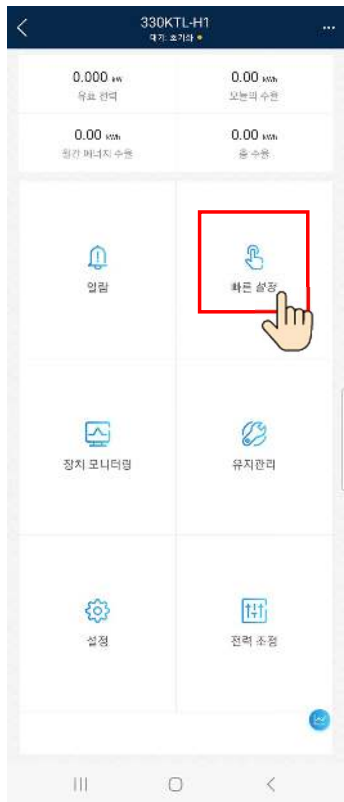 330KTL-H1
대기: 초기화
0.000 kW
0.00 kWh
유효 전력
오늘의 수율
0.00 kWh
0.00 kWh
월간 에너지 수율
총 수율
알람
빠른 설정
장치 모니터링
유지관리
설정
전력 조정